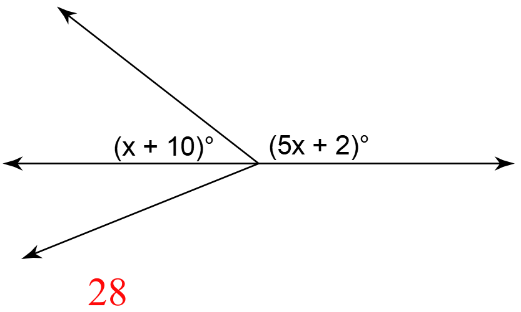 (x + 10)° (5x + 2)°
28